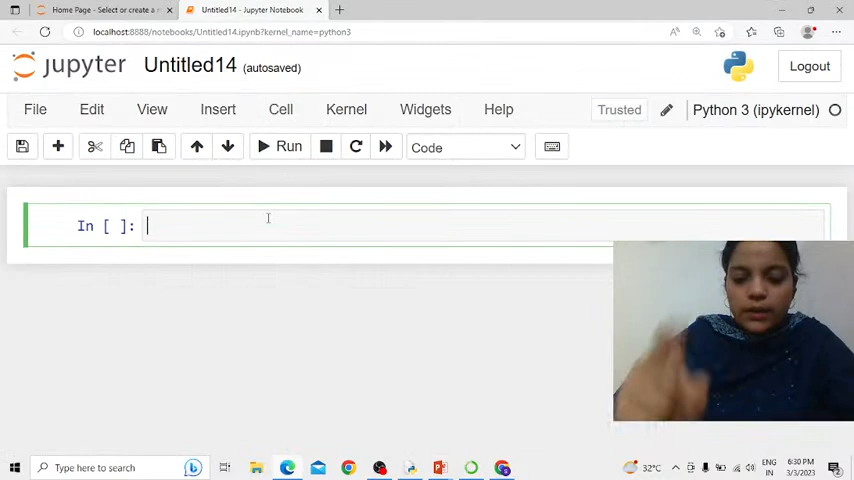 Home Page - Select or create a n
Untitled14 - Jupyter Notebook
localhost:8888/notebooks/Untitled14.ipynb?kernel_name=python3
jupyter Untitled14 (autosaved)
Logout
File Edit View Insert Cell Kernel Widgets Help
Trusted
Python 3 (ipykernel)
Run
Code
In [ ]:
Type here to search
32°C
ENG
IN
6:30 PM
3/3/2023